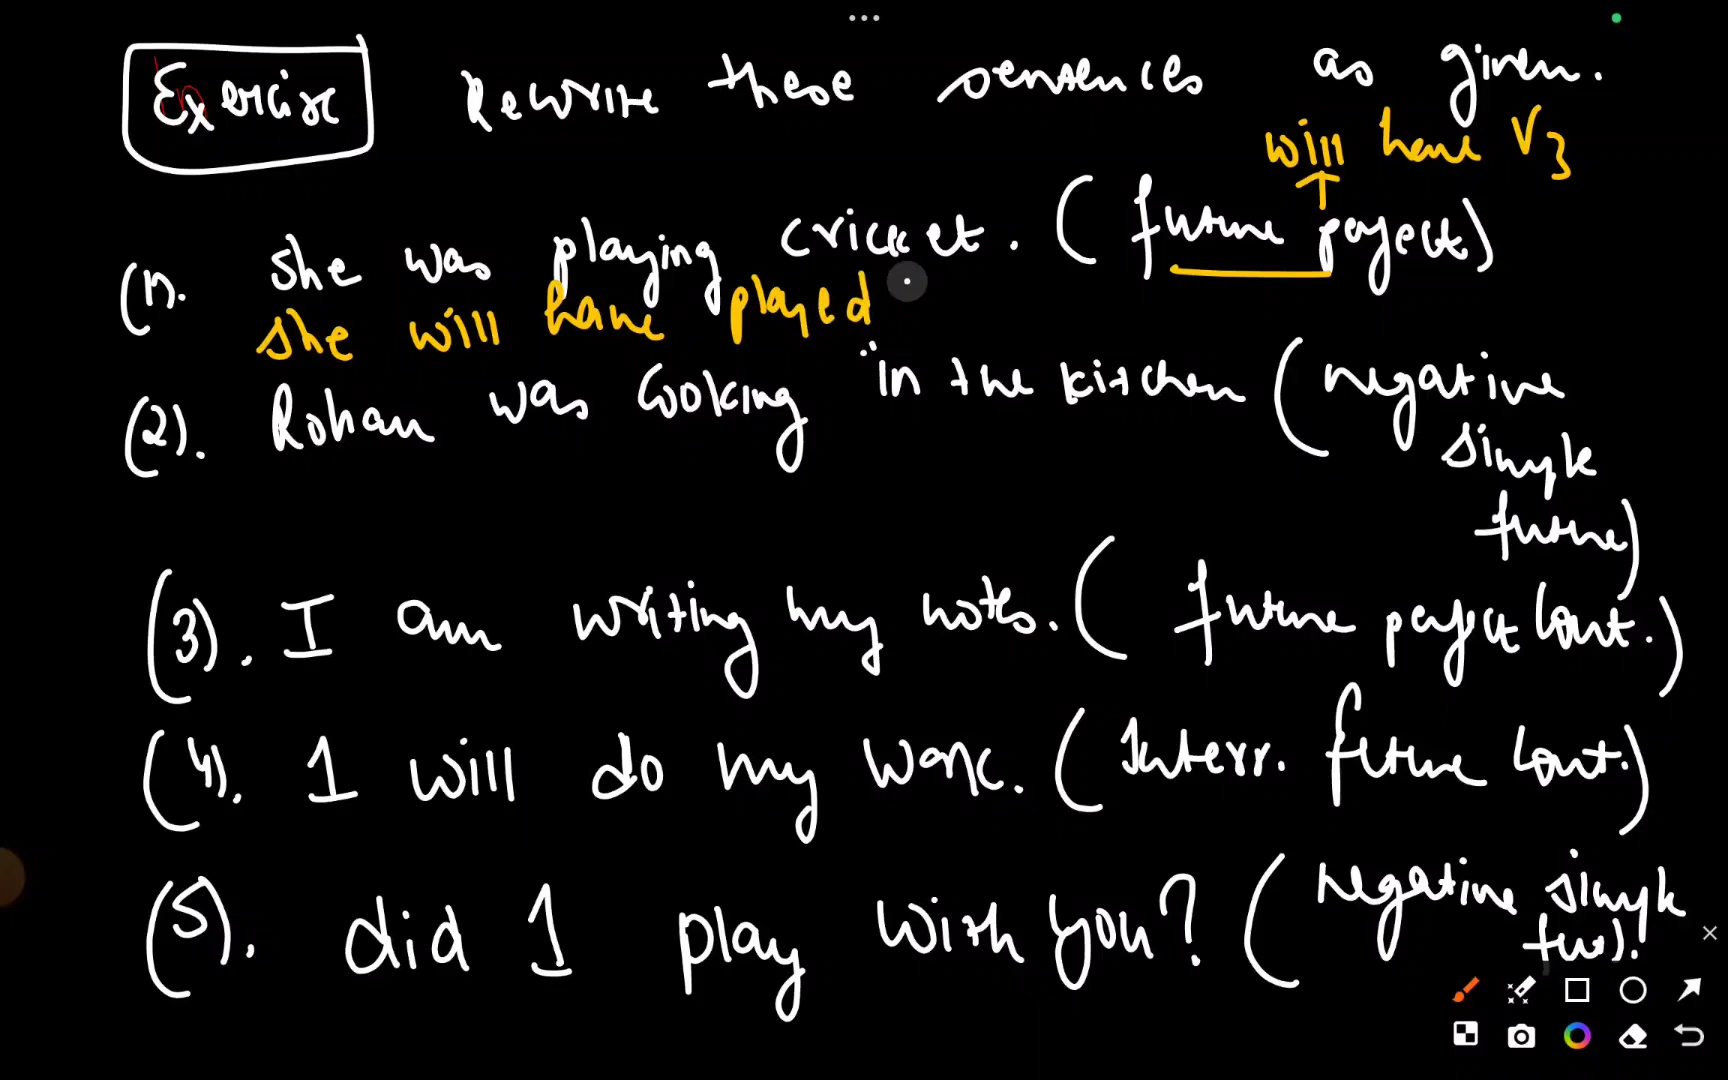 Exercise Rewrite these sentences as given.
will have V3
(1). She was playing cricket. (future perfect)
She will have played
(2). Rohan was cooking in the kitchen (negative
simple
future)
(3). I am writing my notes. (future perfect cont.)
(4). I will do my work. (Interr. future cont.)
(5). did I play with you? (negative simple
fut).